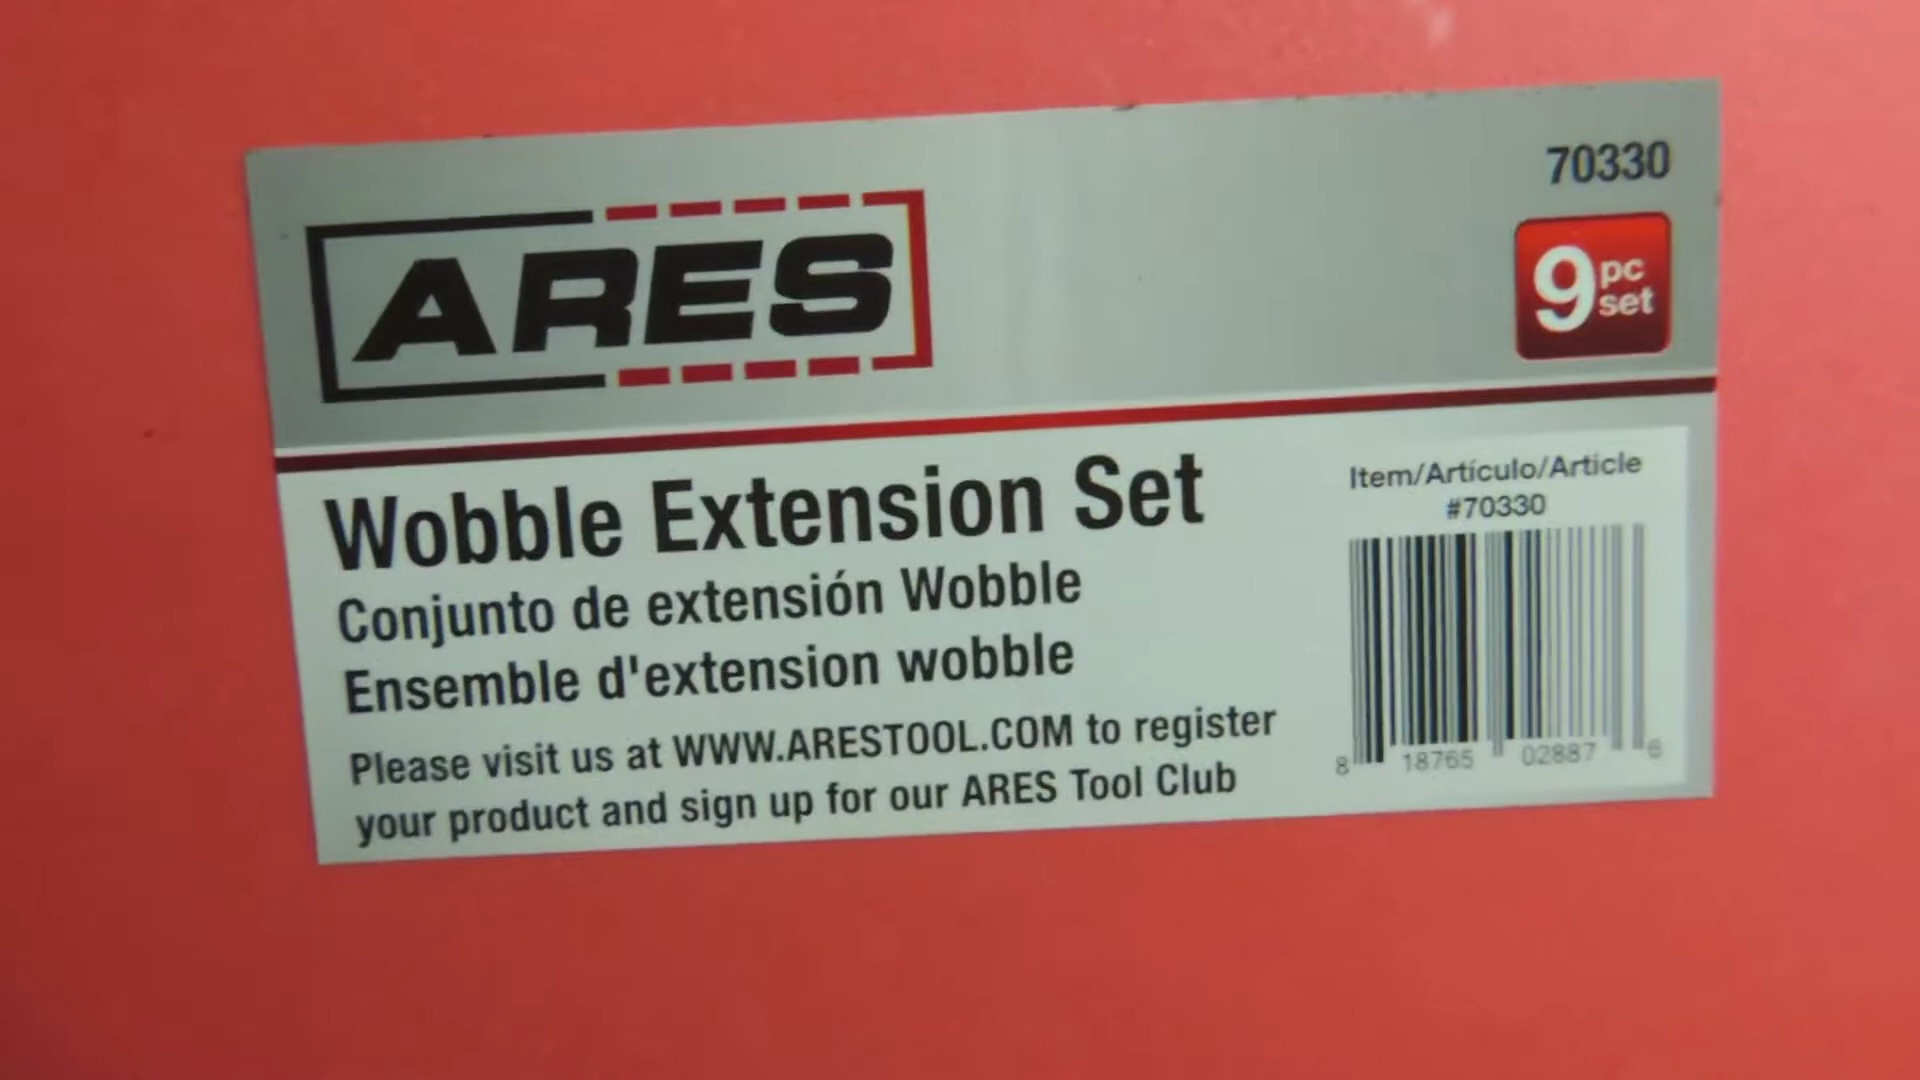 70330
ARES
9 pc set
Wobble Extension Set
Conjunto de extensión Wobble
Ensemble d'extension wobble
Please visit us at WWW.ARESTOOL.COM to register
your product and sign up for our ARES Tool Club
Item/Artículo/Article
#70330
8 18765 02887 6